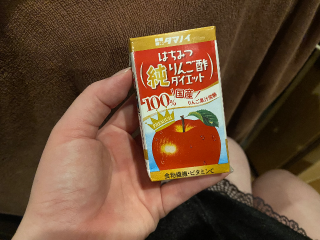 タマノイ
はちみつ
純りんご酢
ダイエット
100%国産
りんご果汁使用
食物繊維・ビタミンC